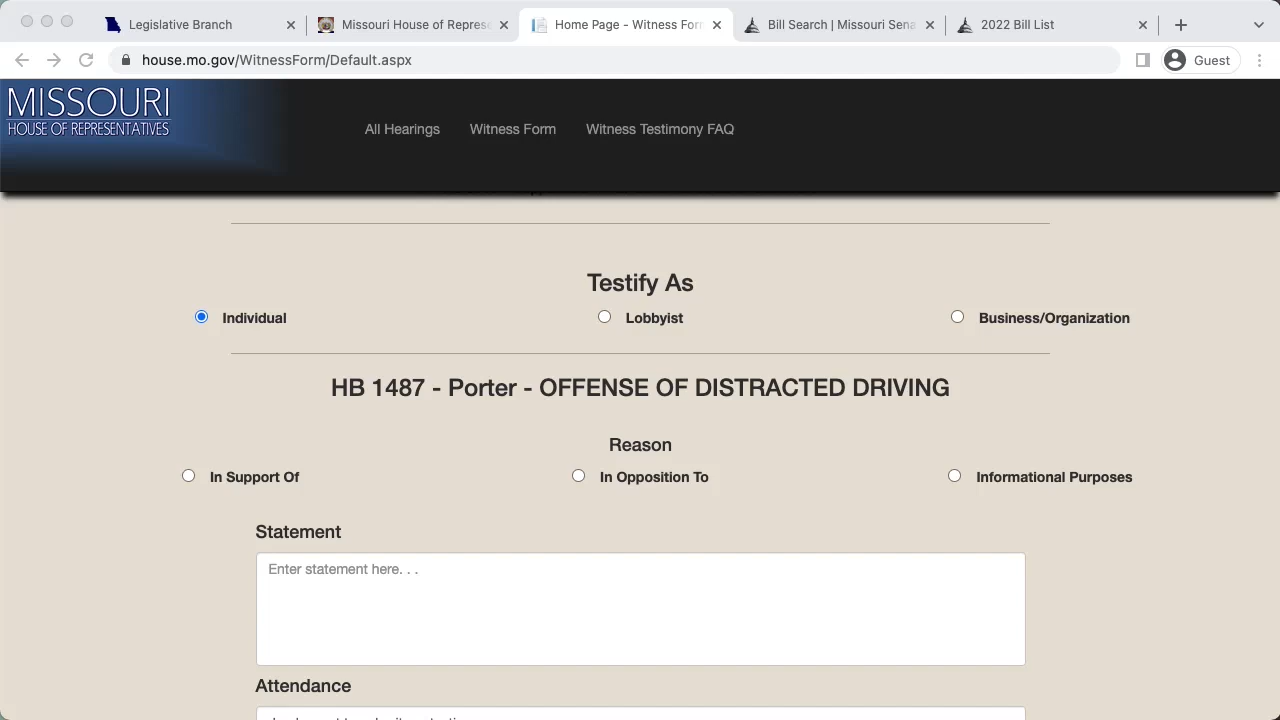 Legislative Branch
Missouri House of Represe
Home Page - Witness For
Bill Search | Missouri Sena
2022 Bill List
house.mo.gov/WitnessForm/Default.aspx
Guest
MISSOURI
HOUSE OF REPRESENTATIVES
All Hearings
Witness Form
Witness Testimony FAQ
Testify As
Individual
Lobbyist
Business/Organization
HB 1487 - Porter - OFFENSE OF DISTRACTED DRIVING
Reason
In Support Of
In Opposition To
Informational Purposes
Statement
Enter statement here. . .
Attendance